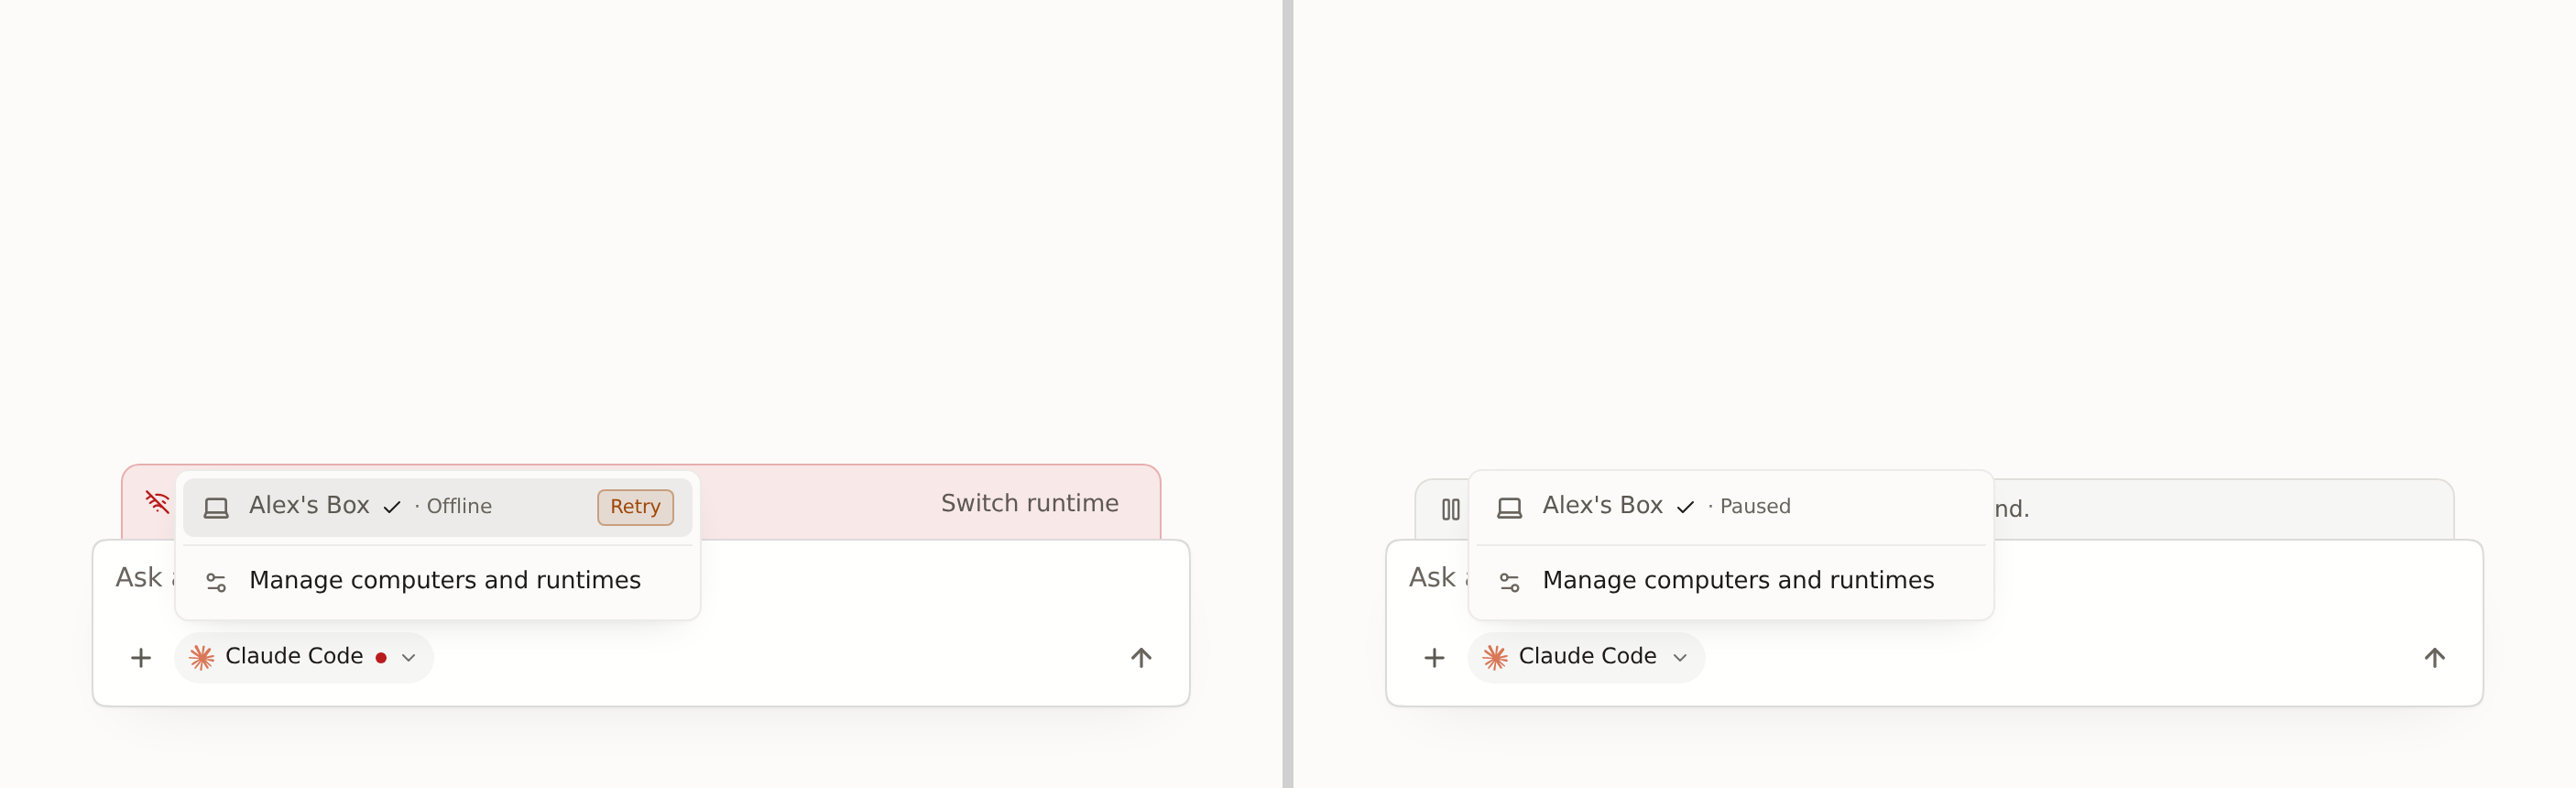 Alex's Box · Offline Retry
Switch runtime
Manage computers and runtimes
Ask
Claude Code
Alex's Box · Paused
nd.
Manage computers and runtimes
Ask
Claude Code